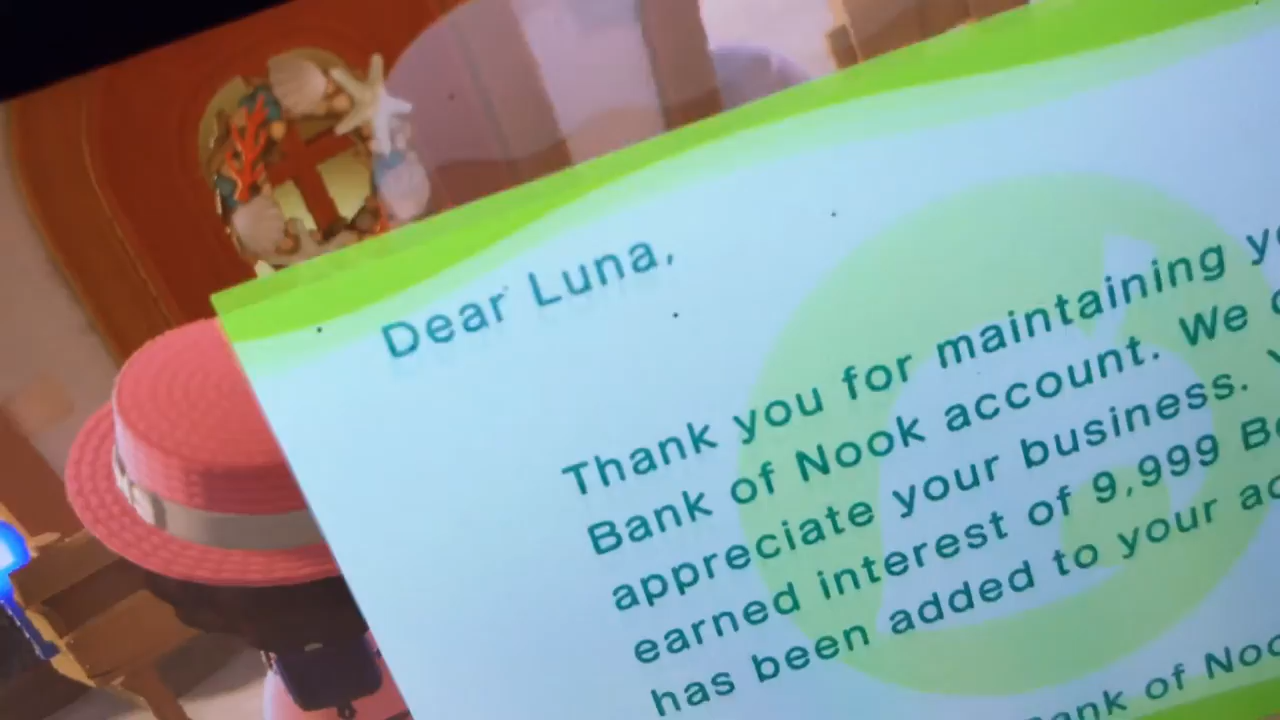 Dear Luna,
Thank you for maintaining
Bank of Nook account. We
appreciate your business.
earned interest of 9,999
has been added to your
of